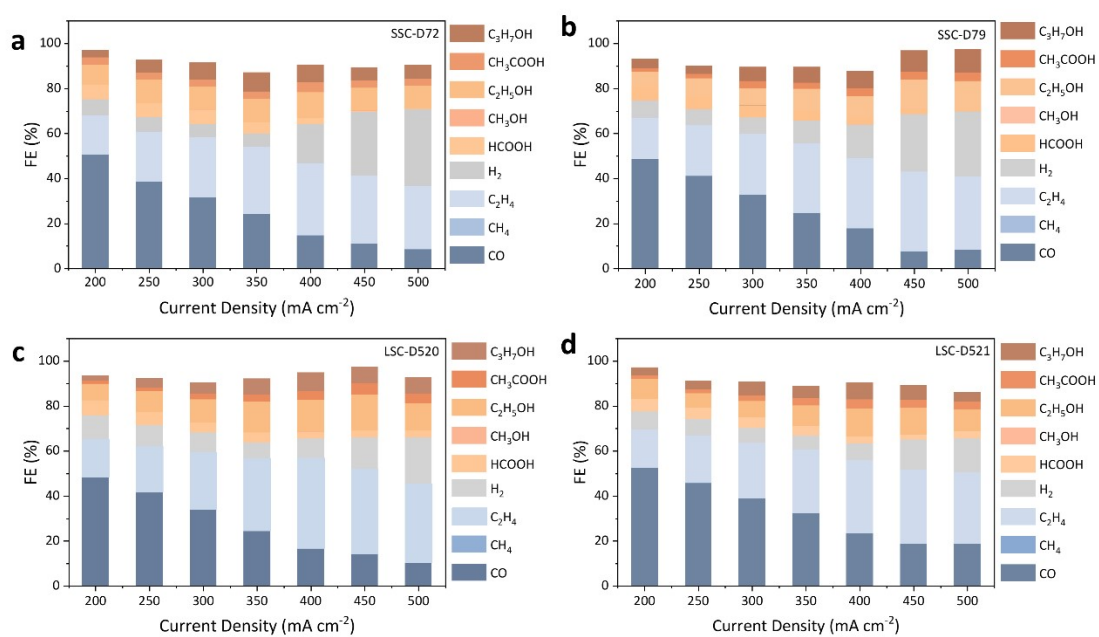 a
SSC-D72
FE (%)
100
80
60
40
20
0
200 250 300 350 400 450 500
Current Density (mA cm⁻²)
C₃H₇OH
CH₃COOH
C₂H₅OH
CH₃OH
HCOOH
H₂
C₂H₄
CH₄
CO
b
SSC-D79
FE (%)
100
80
60
40
20
0
200 250 300 350 400 450 500
Current Density (mA cm⁻²)
C₃H₇OH
CH₃COOH
C₂H₅OH
CH₃OH
HCOOH
H₂
C₂H₄
CH₄
CO
c
LSC-D520
FE (%)
100
80
60
40
20
0
200 250 300 350 400 450 500
Current Density (mA cm⁻²)
C₃H₇OH
CH₃COOH
C₂H₅OH
CH₃OH
HCOOH
H₂
C₂H₄
CH₄
CO
d
LSC-D521
FE (%)
100
80
60
40
20
0
200 250 300 350 400 450 500
Current Density (mA cm⁻²)
C₃H₇OH
CH₃COOH
C₂H₅OH
CH₃OH
HCOOH
H₂
C₂H₄
CH₄
CO